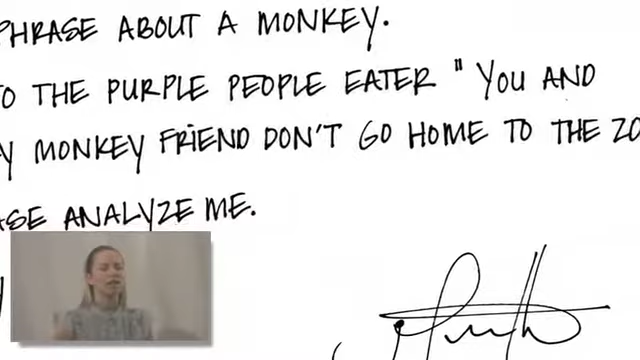 PHRASE ABOUT A MONKEY.
TO THE PURPLE PEOPLE EATER "YOU AND
MONKEY FRIEND DON'T GO HOME TO THE
ANALYZE ME.